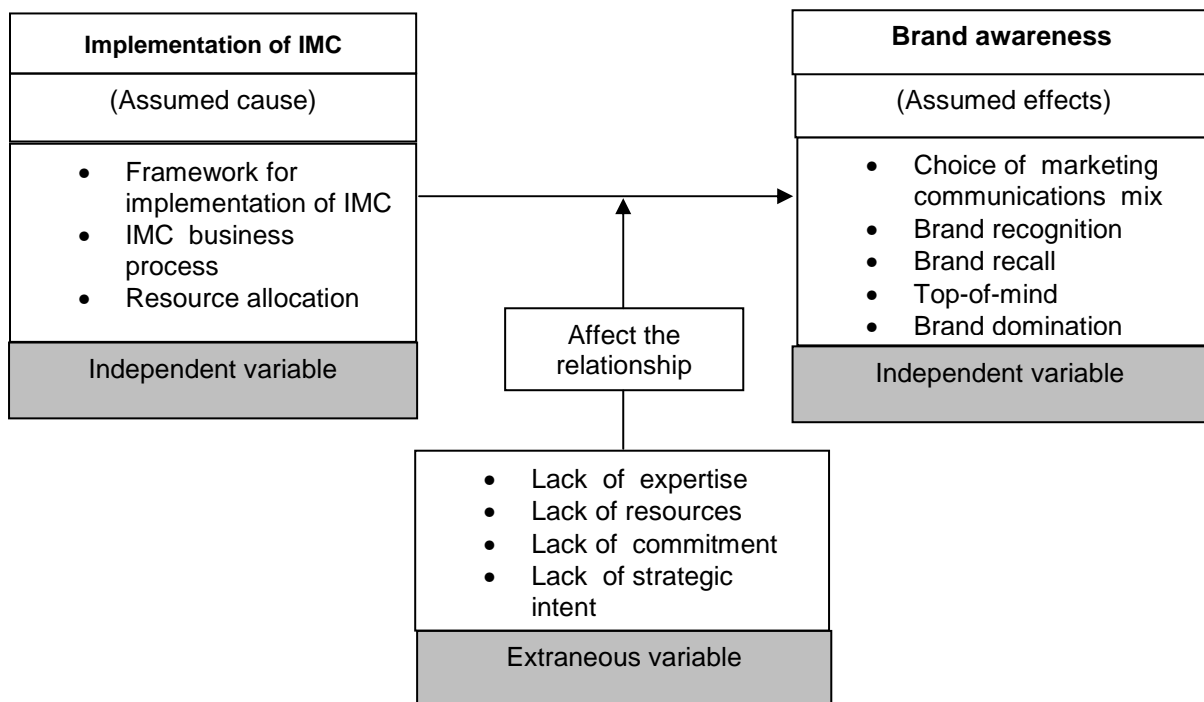 Implementation of IMC
(Assumed cause)
• Framework for
implementation of IMC
• IMC business
process
• Resource allocation
Independent variable
Brand awareness
(Assumed effects)
• Choice of marketing
communications mix
• Brand recognition
• Brand recall
• Top-of-mind
• Brand domination
Independent variable
Affect the
relationship
• Lack of expertise
• Lack of resources
• Lack of commitment
• Lack of strategic
intent
Extraneous variable